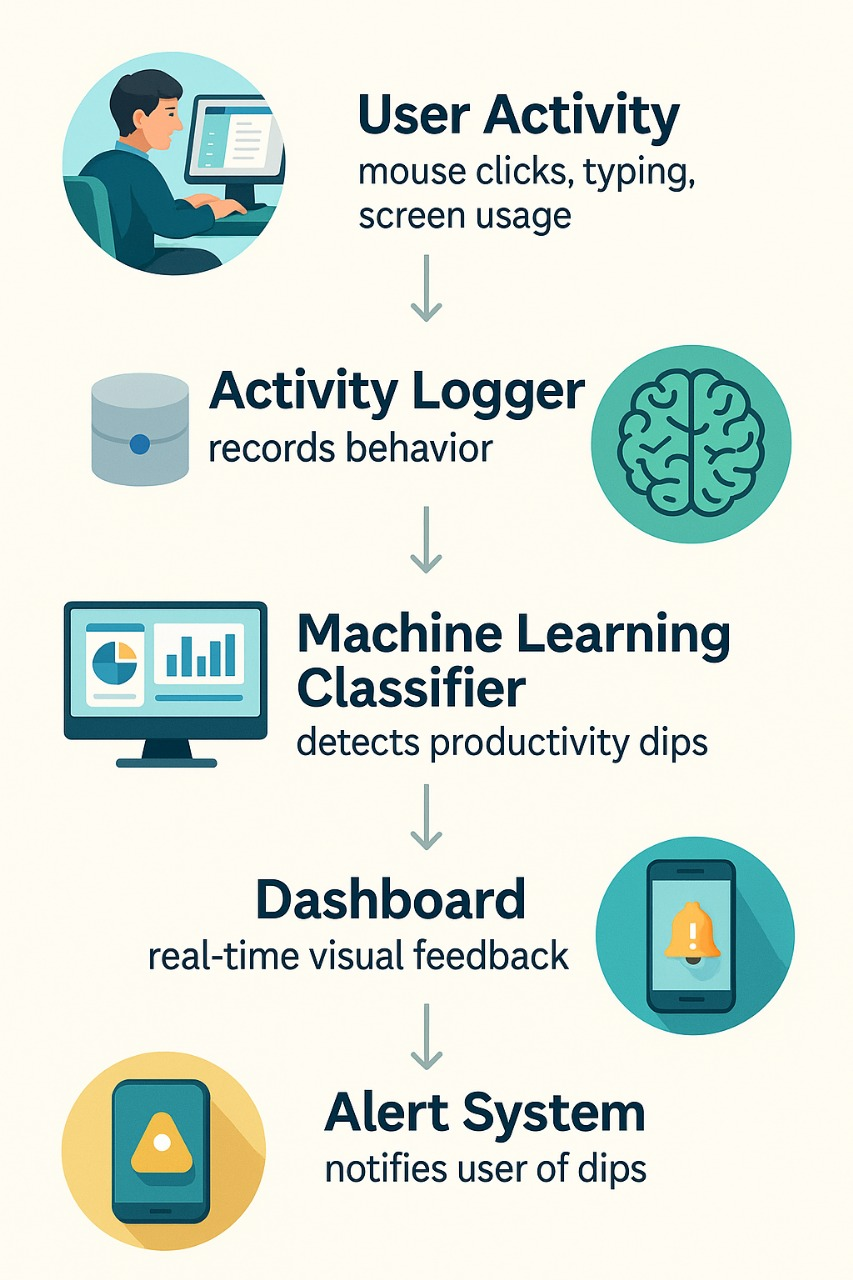 User Activity
mouse clicks, typing,
screen usage
Activity Logger
records behavior
Machine Learning
Classifier
detects productivity dips
Dashboard
real-time visual feedback
Alert System
notifies user of dips